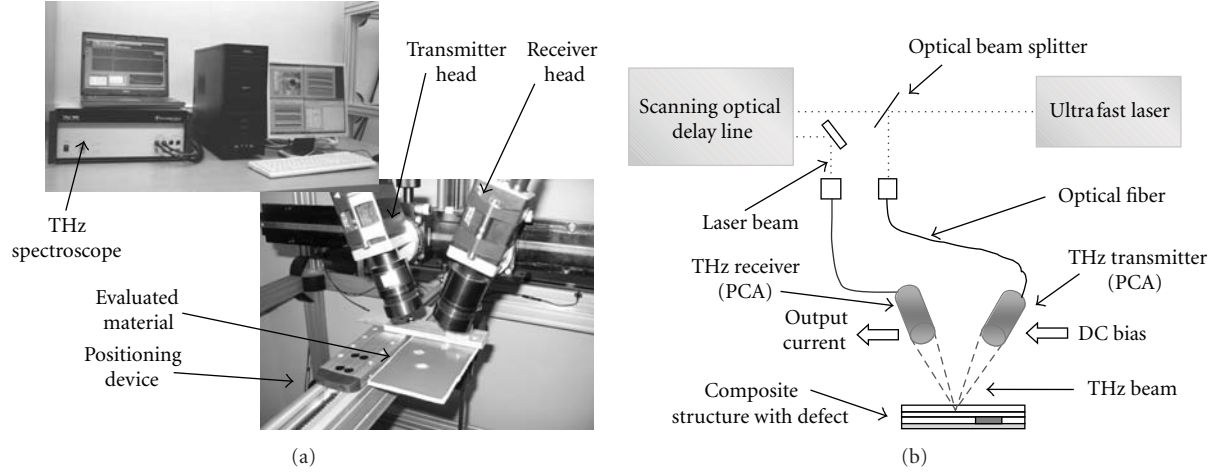 Transmitter
head
Receiver
head
THz
spectroscope
Evaluated
material
Positioning
device
(a)
Optical beam splitter
Scanning optical
delay line
Ultra fast laser
Laser beam
Optical fiber
THz receiver
(PCA)
THz transmitter
(PCA)
Output
current
DC bias
THz beam
Composite
structure with defect
(b)